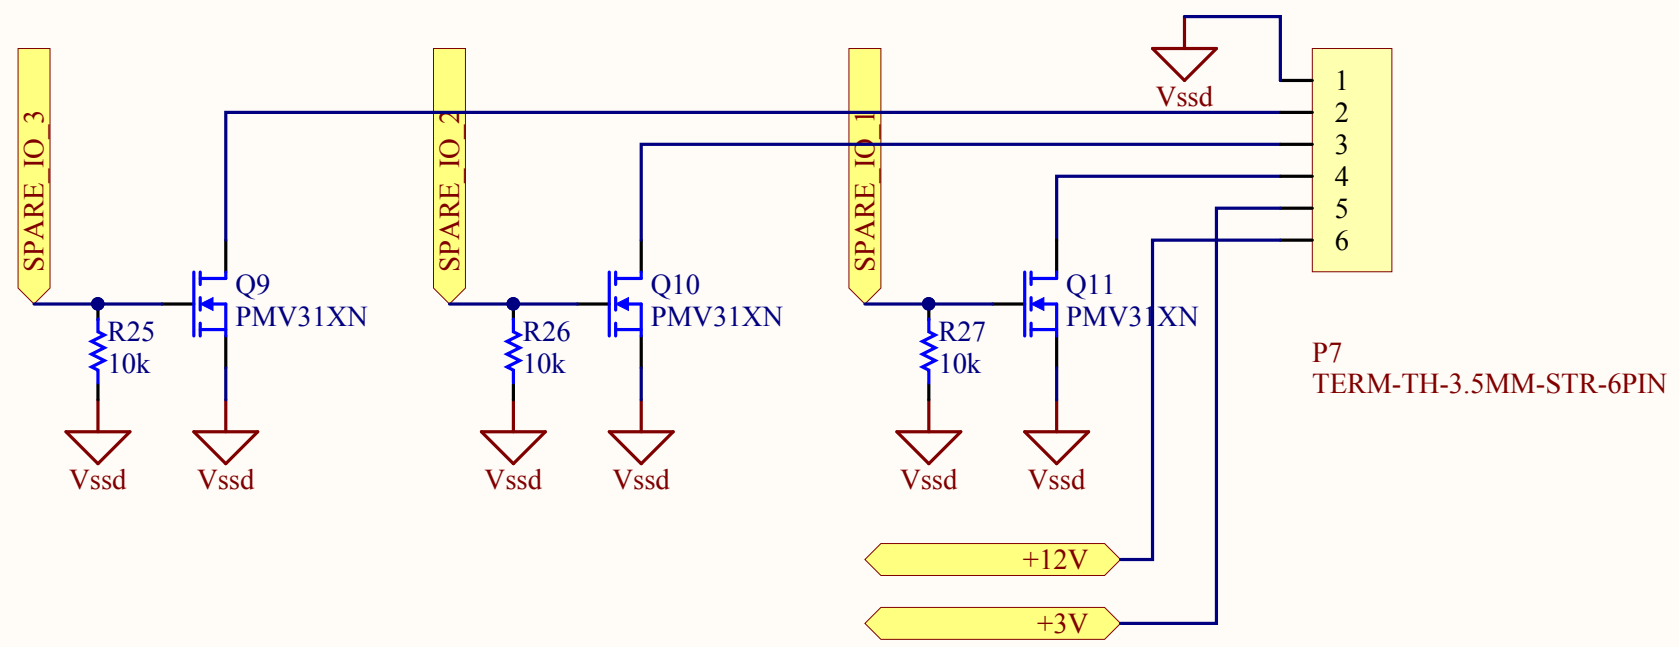 SPARE_IO_3
SPARE_IO_2
SPARE_IO_1
Vssd
1
2
3
4
5
6
Q9
PMV31XN
Q10
PMV31XN
Q11
PMV31XN
R25
10k
R26
10k
R27
10k
P7
TERM-TH-3.5MM-STR-6PIN
Vssd
Vssd
Vssd
Vssd
Vssd
Vssd
+12V
+3V